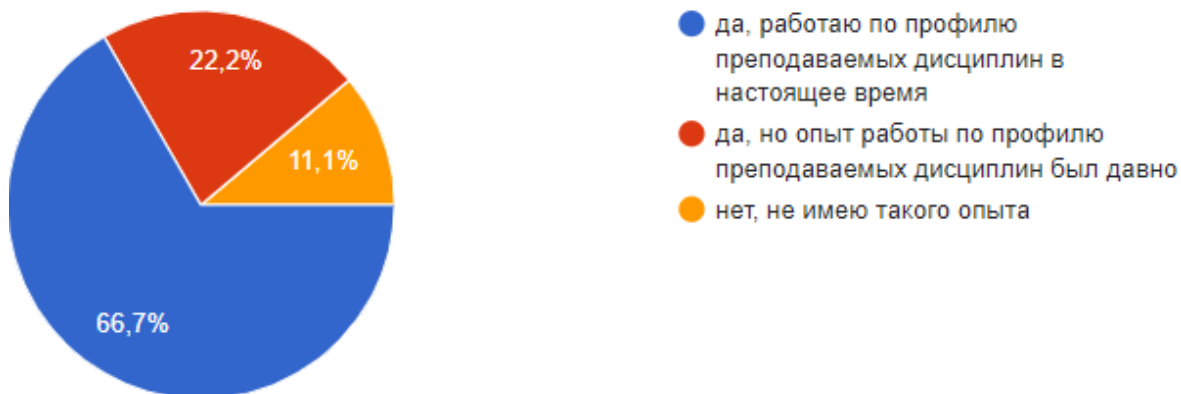 22,2%
11,1%
66,7%
да, работаю по профилю
преподаваемых дисциплин в
настоящее время
да, но опыт работы по профилю
преподаваемых дисциплин был давно
нет, не имею такого опыта